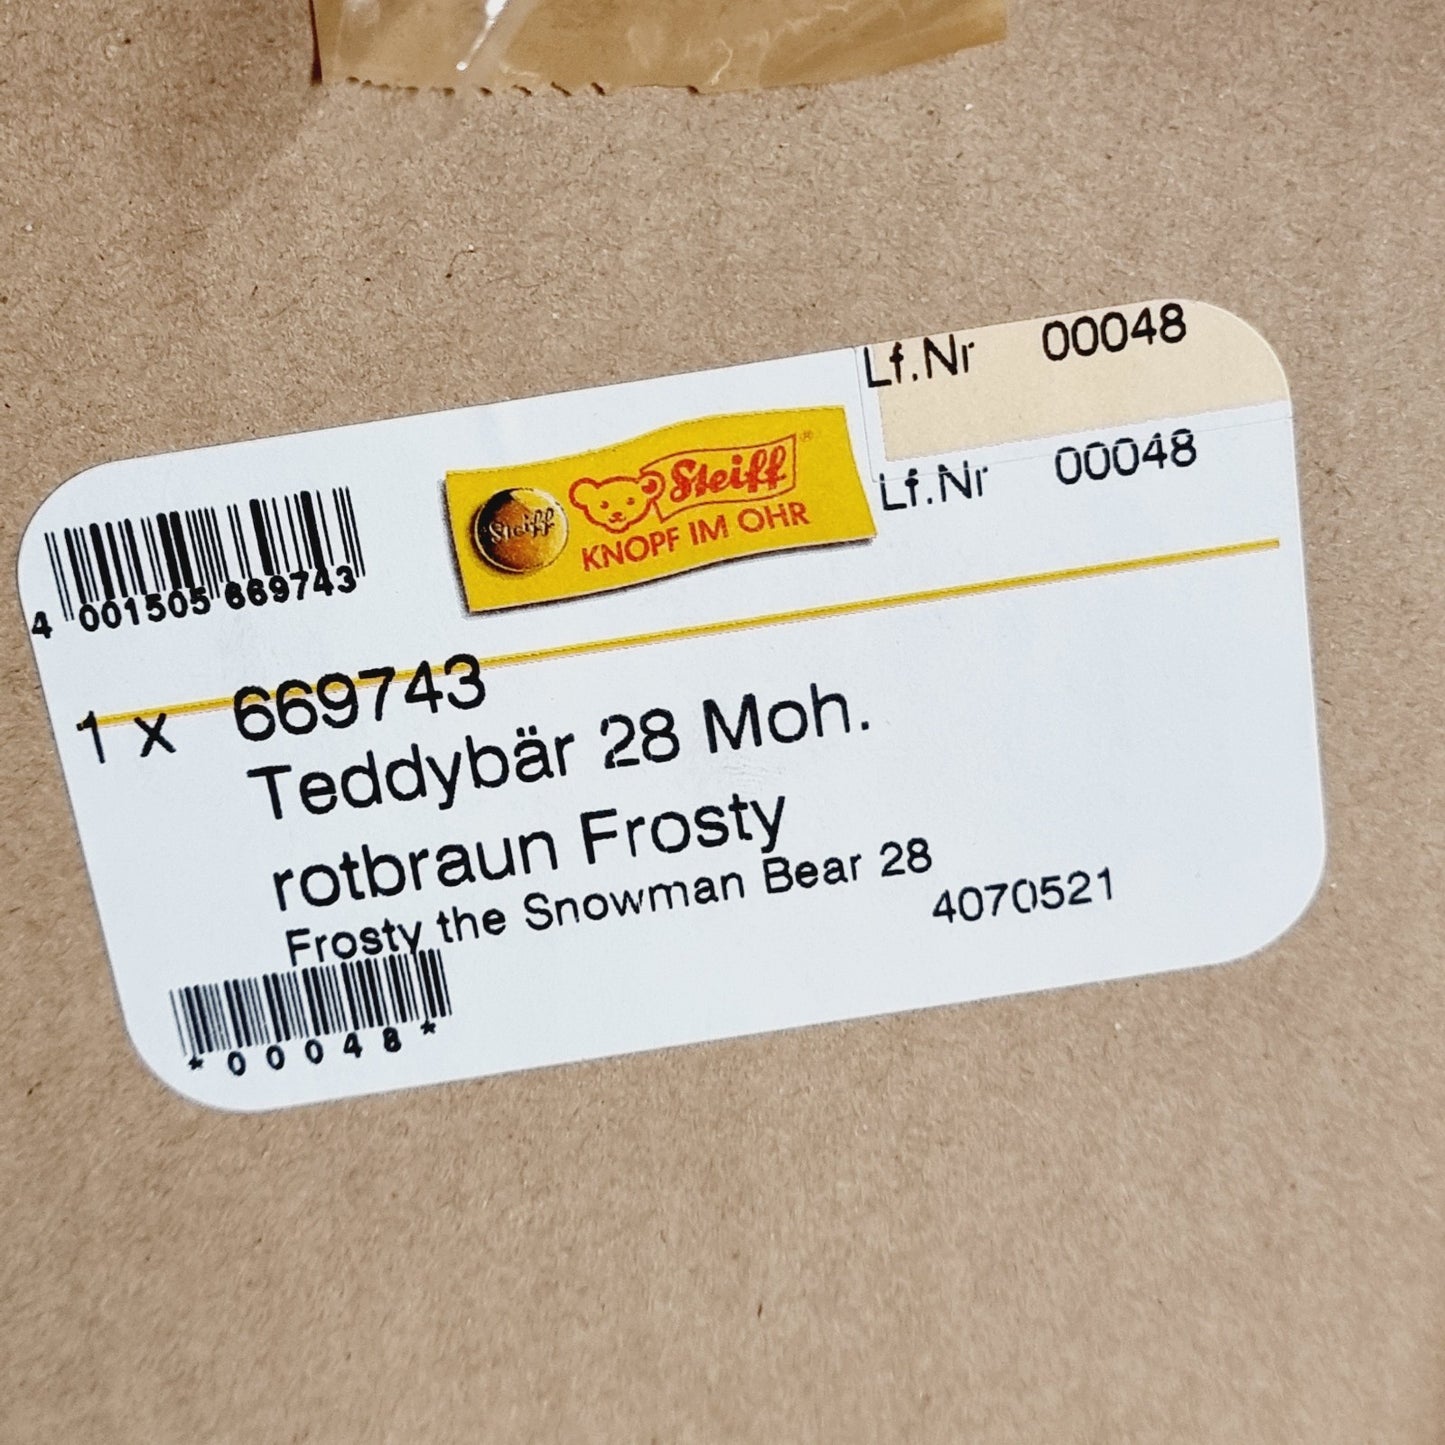 Lf.Nr 00048
Lf.Nr 00048
Steiff
Steiff®
KNOPF IM OHR
4 001505 669743
1 x 669743
Teddybär 28 Moh.
rotbraun Frosty
Frosty the Snowman Bear 28
4070521
*00048*